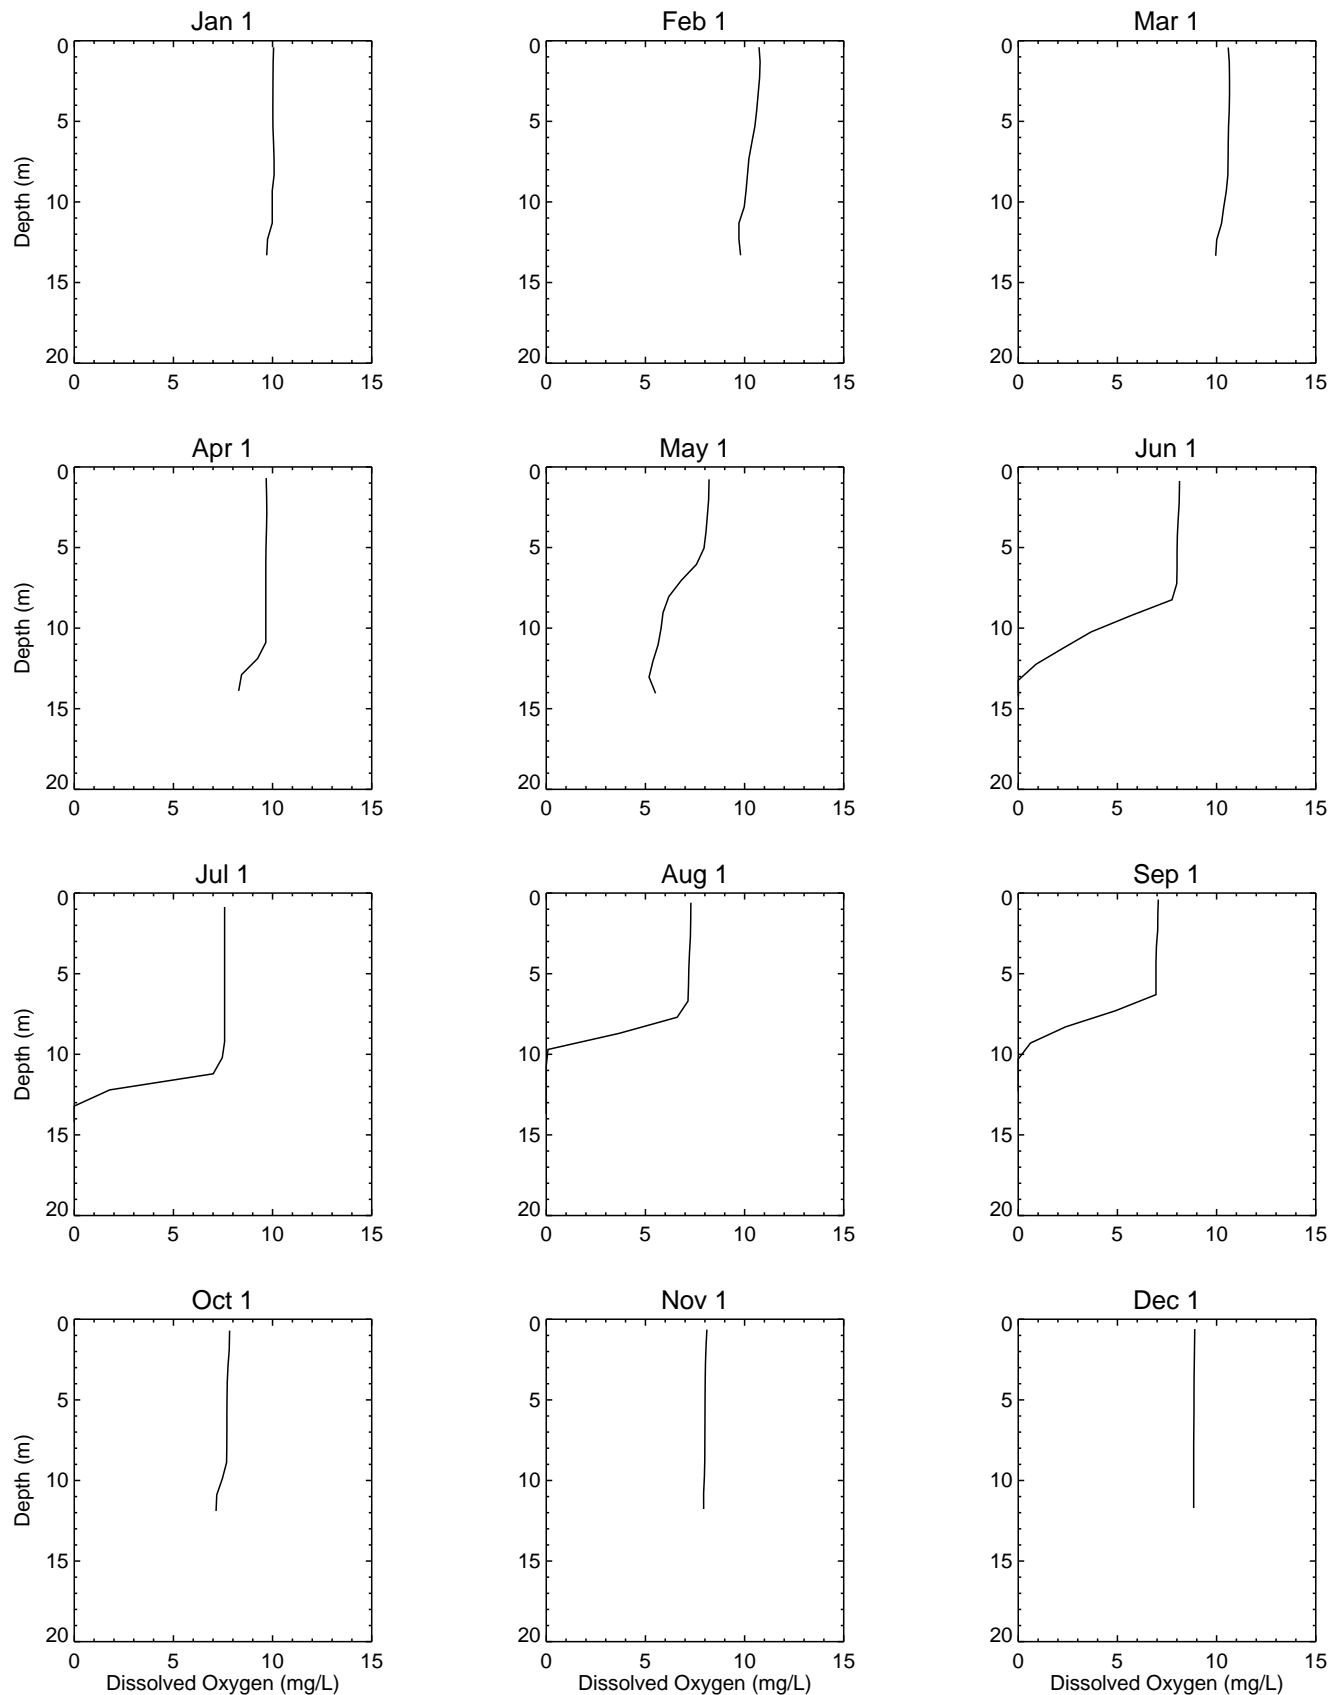 Jan 1 Feb 1 Mar 1
0 0 0
5 5 5
Depth (m)
10 10 10
15 15 15
20 20 20
0 5 10 15 0 5 10 15 0 5 10 15
Apr 1 May 1 Jun 1
0 0 0
5 5 5
Depth (m)
10 10 10
15 15 15
20 20 20
0 5 10 15 0 5 10 15 0 5 10 15
Jul 1 Aug 1 Sep 1
0 0 0
5 5 5
Depth (m)
10 10 10
15 15 15
20 20 20
0 5 10 15 0 5 10 15 0 5 10 15
Oct 1 Nov 1 Dec 1
0 0 0
5 5 5
Depth (m)
10 10 10
15 15 15
20 20 20
0 5 10 15 0 5 10 15 0 5 10 15
Dissolved Oxygen (mg/L) Dissolved Oxygen (mg/L) Dissolved Oxygen (mg/L)